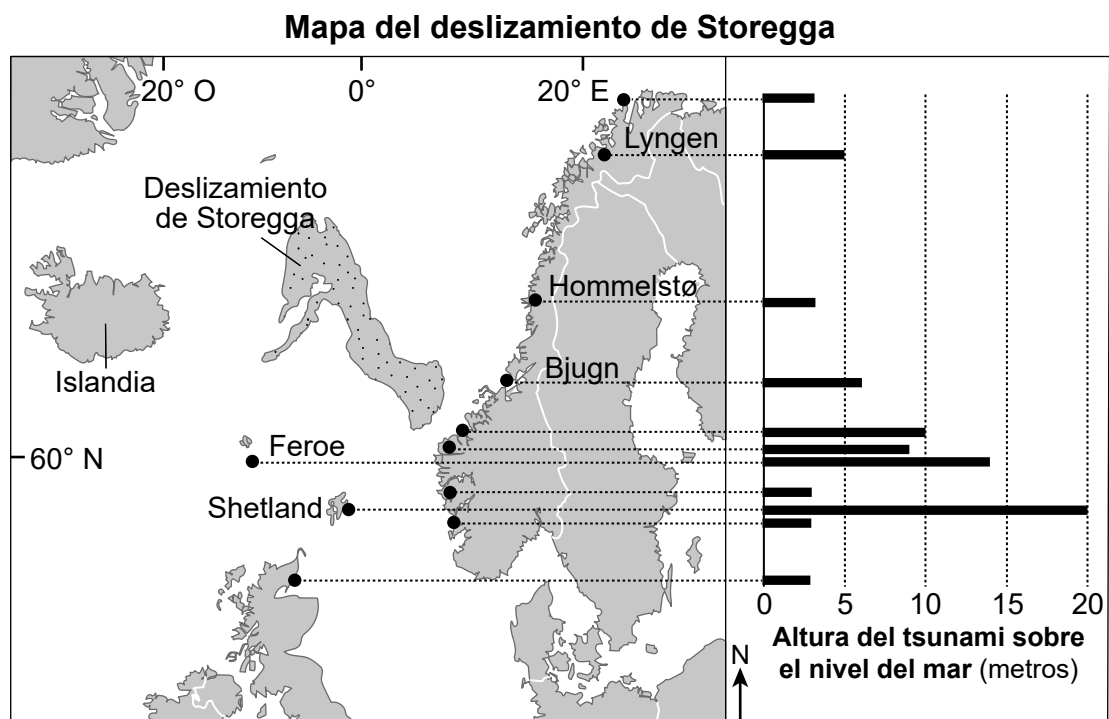 Mapa del deslizamiento de Storegga
20° O
0°
20° E
Lyngen
Deslizamiento
de Storegga
Hommelstø
Bjugn
Islandia
Feroe
60° N
Shetland
0
5
10
15
20
Altura del tsunami sobre
el nivel del mar (metros)
N